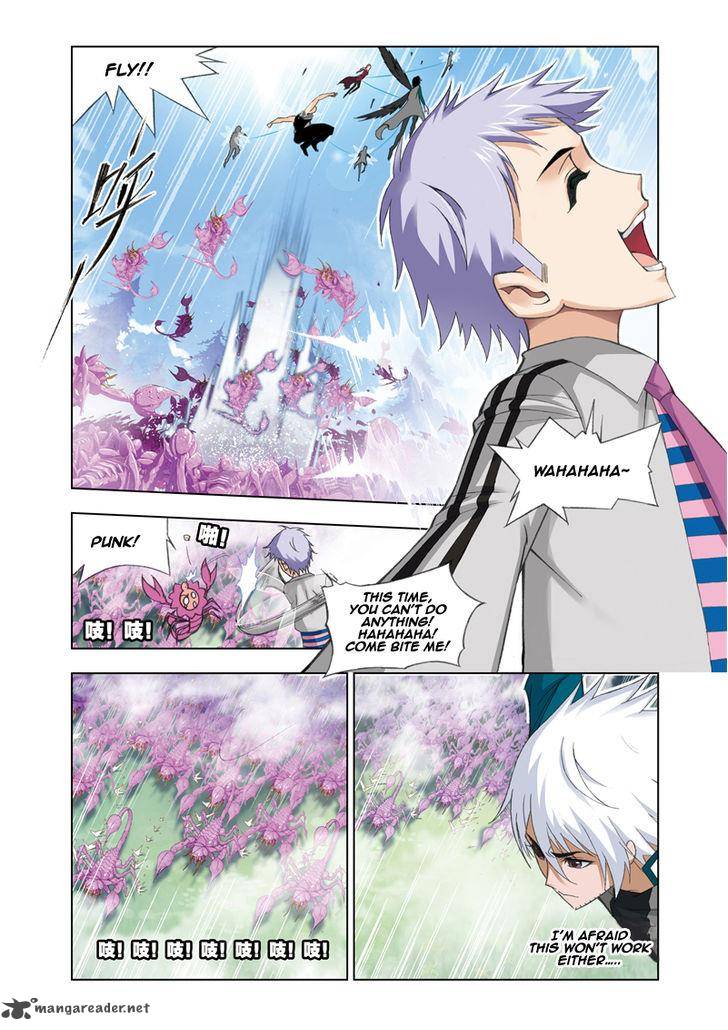 FLY!!
呼
WAHAHAHA~
PUNK!
啪!
吱! 吱!
THIS TIME,
YOU CAN'T DO
ANYTHING!
HAHAHAHA!
COME BITE ME!
吱! 吱! 吱! 吱! 吱! 吱! 吱!
I'M AFRAID
THIS WON'T WORK
EITHER.....
mangareader.net